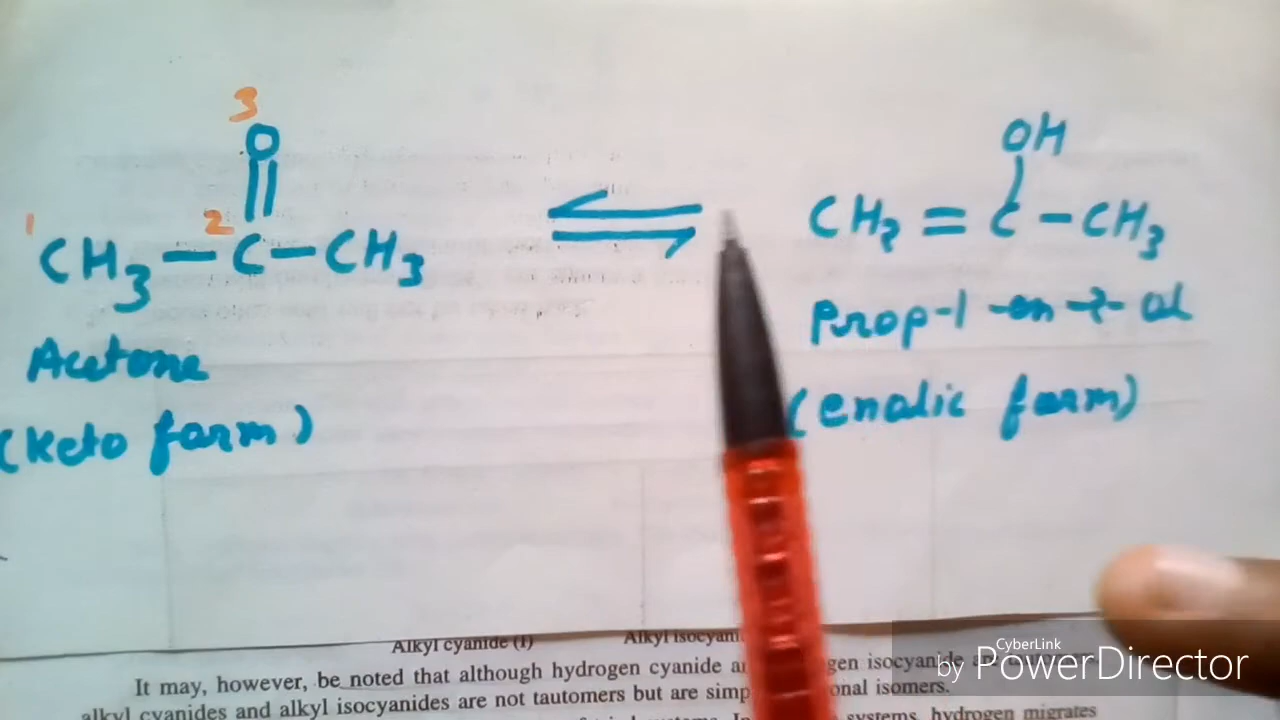 3
O
||
1 2
CH3 – C – CH3
Acetone
(Keto form)
⇌
OH
CH2 = C – CH3
Prop-1-en-2-ol
(enolic form)
Alkyl cyanide (I) Alkyl isocyani
It may, however, be noted that although hydrogen cyanide gen isocyanide
alkyl cyanides and alkyl isocyanides are not tautomers but are simp onal isomers.
systems, hydrogen migrates
CyberLink
by PowerDirector